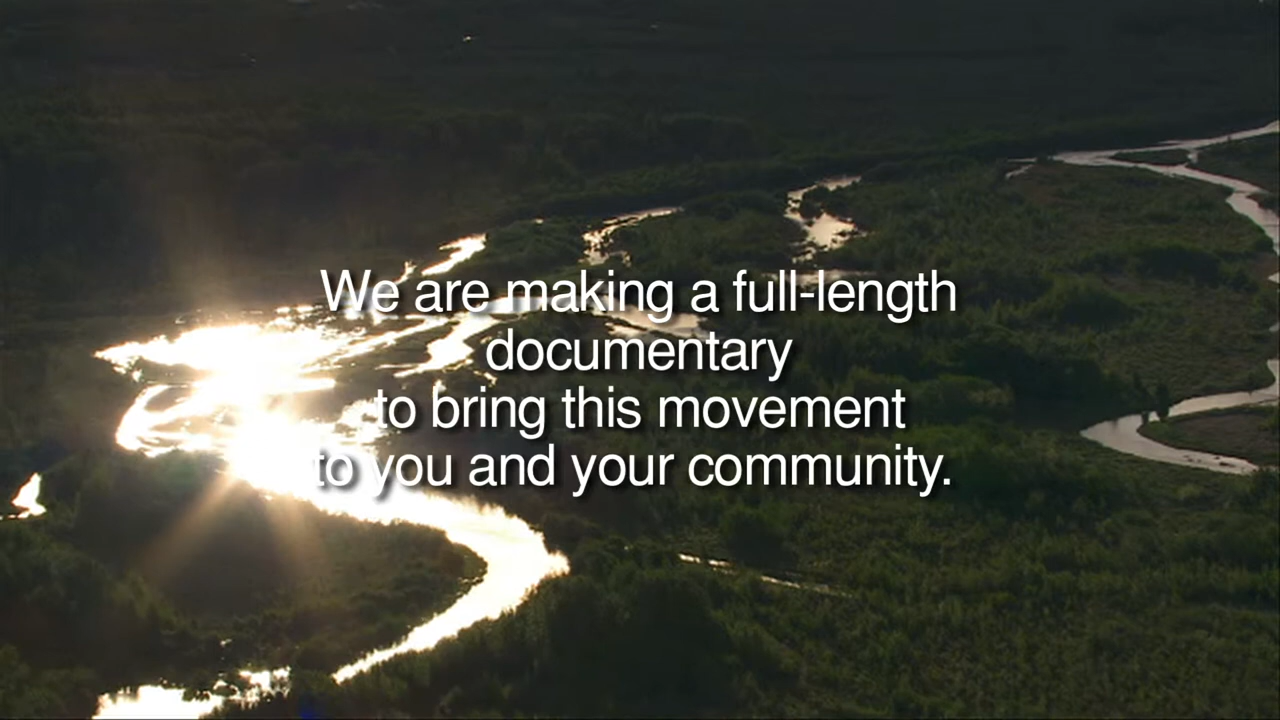 We are making a full-length
documentary
to bring this movement
to you and your community.